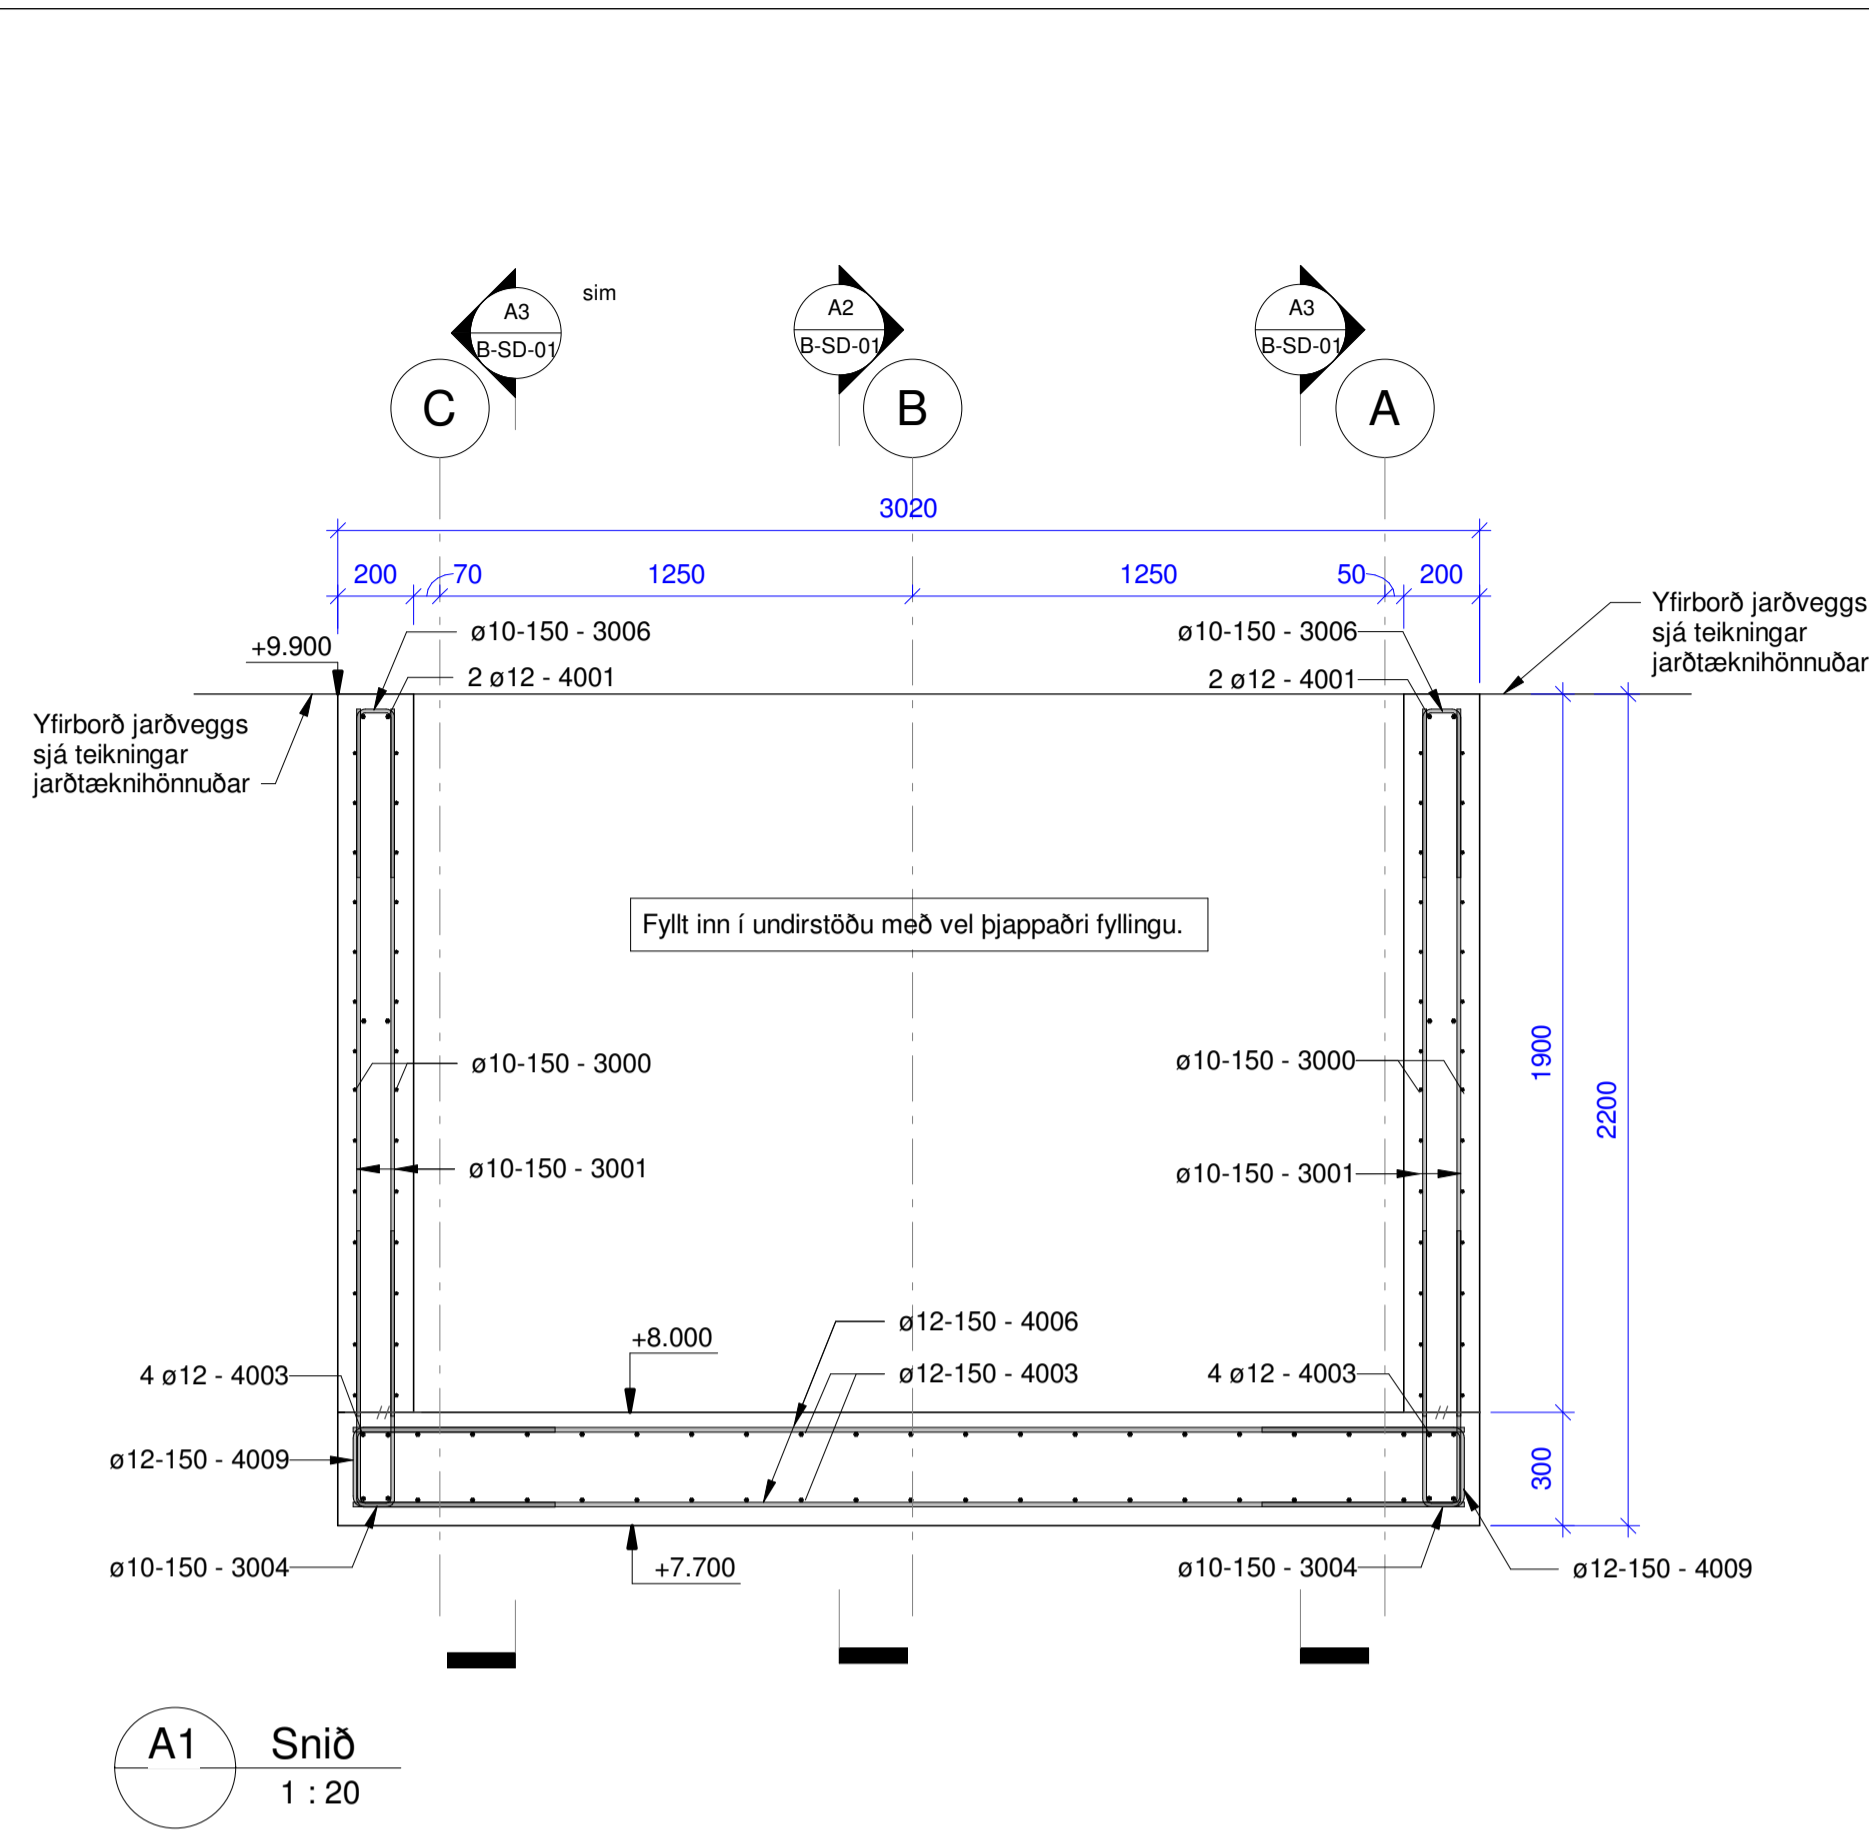 A3
B-SD-01
sim
A2
B-SD-01
A3
B-SD-01
C
B
A
3020
200
70
1250
1250
50
200
+9.900
ø10-150 - 3006
2 ø12 - 4001
ø10-150 - 3006
2 ø12 - 4001
Yfirborð jarðveggs
sjá teikningar
jarðtæknihönnuðar
Yfirborð jarðveggs
sjá teikningar
jarðtæknihönnuðar
Fyllt inn í undirstöðu með vel þjappaðri fyllingu.
ø10-150 - 3000
ø10-150 - 3000
1900
2200
ø10-150 - 3001
ø10-150 - 3001
+8.000
ø12-150 - 4006
4 ø12 - 4003
ø12-150 - 4003
4 ø12 - 4003
ø12-150 - 4009
300
ø10-150 - 3004
+7.700
ø10-150 - 3004
ø12-150 - 4009
A1
Snið
1 : 20